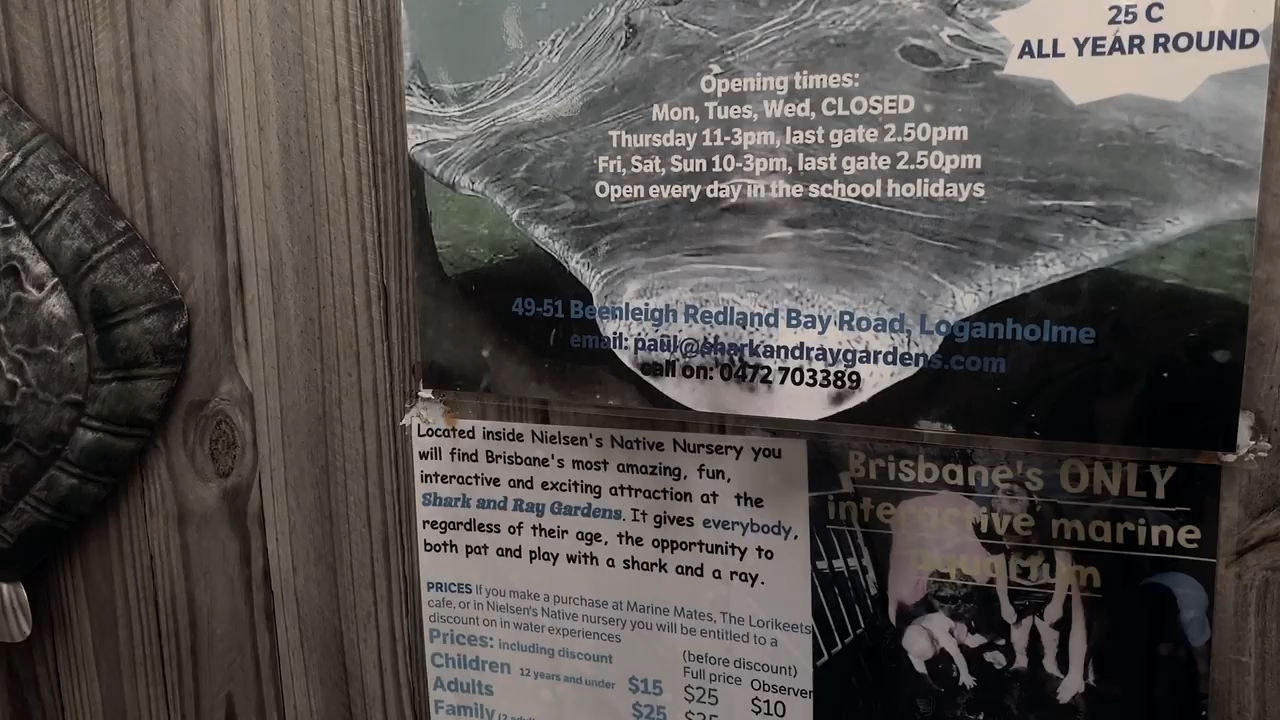 25 C
ALL YEAR ROUND
Opening times:
Mon, Tues, Wed, CLOSED
Thursday 11-3pm, last gate 2.50pm
Fri, Sat, Sun 10-3pm, last gate 2.50pm
Open every day in the school holidays
49-51 Beenleigh Redland Bay Road, Loganholme
email: paul@sharkandraygardens.com
call on: 0472 703389
Located inside Nielsen's Native Nursery you
will find Brisbane's most amazing, fun,
interactive and exciting attraction at the
Shark and Ray Gardens. It gives everybody,
regardless of their age, the opportunity to
both pat and play with a shark and a ray.
PRICES If you make a purchase at Marine Mates, The Lorikeets
cafe, or in Nielsen's Native nursery you will be entitled to a
discount on in water experiences
Prices: including discount
(before discount)
Full price Observer
Children 12 years and under $15 $25 $10
Adults $25
Family
Brisbane's ONLY
interactive marine
aquarium